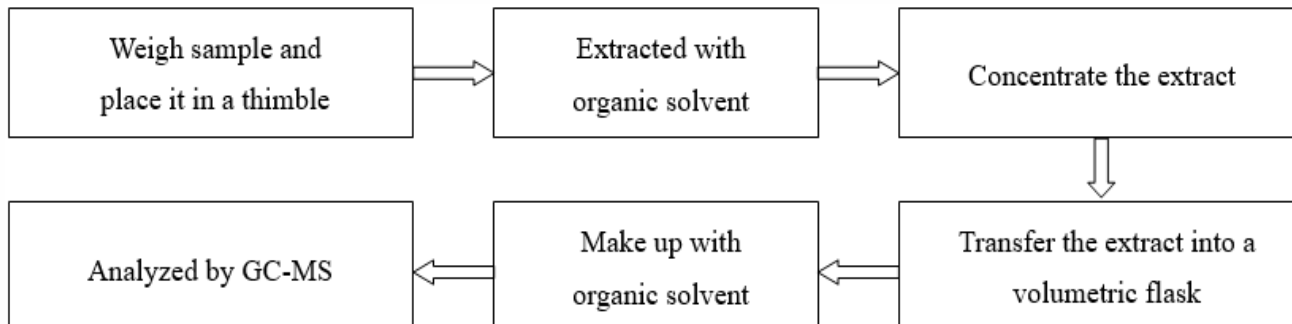 Weigh sample and
place it in a thimble
Extracted with
organic solvent
Concentrate the extract
Transfer the extract into a
volumetric flask
Make up with
organic solvent
Analyzed by GC-MS